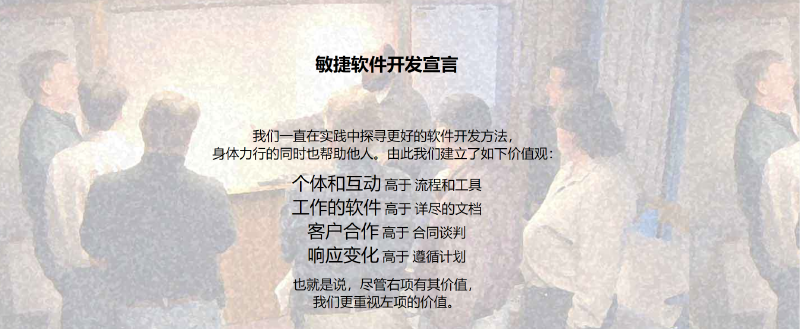 敏捷软件开发宣言
我们一直在实践中探寻更好的软件开发方法，
身体力行的同时也帮助他人。由此我们建立了如下价值观：
个体和互动 高于 流程和工具
工作的软件 高于 详尽的文档
客户合作 高于 合同谈判
响应变化 高于 遵循计划
也就是说，尽管右项有其价值，
我们更重视左项的价值。